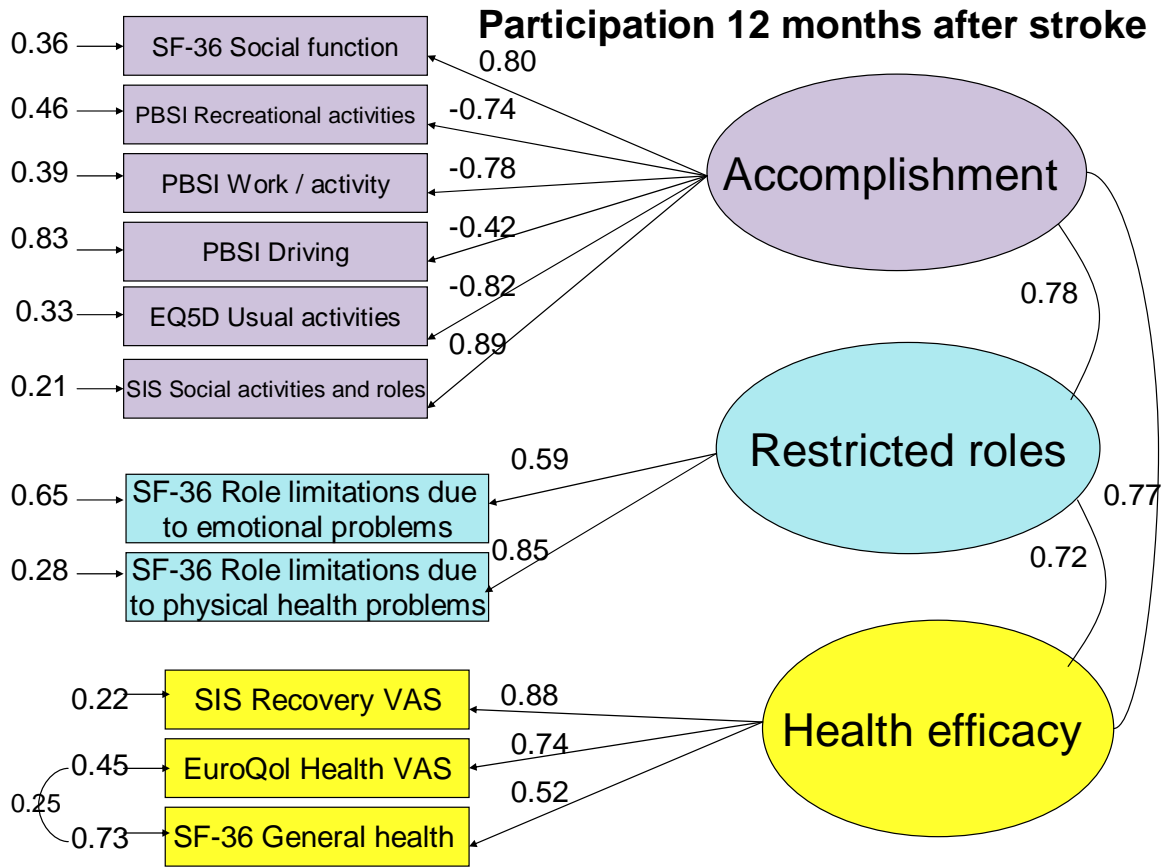 Participation 12 months after stroke
0.36
SF-36 Social function
0.80
0.46
PBSI Recreational activities
-0.74
0.39
PBSI Work / activity
-0.78
0.83
PBSI Driving
-0.42
0.33
EQ5D Usual activities
-0.82
0.21
SIS Social activities and roles
0.89
Accomplishment
0.78
0.65
SF-36 Role limitations due
to emotional problems
0.59
0.28
SF-36 Role limitations due
to physical health problems
0.85
Restricted roles
0.77
0.72
0.22
SIS Recovery VAS
0.88
0.45
EuroQol Health VAS
0.74
0.25
0.73
SF-36 General health
0.52
Health efficacy